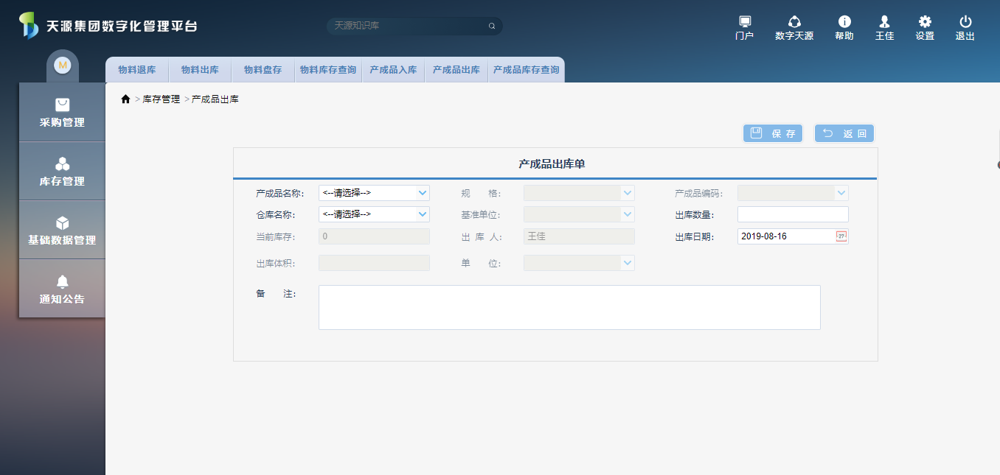 天源集团数字化管理平台
天源知识库
门户 数字天源 帮助 王佳 设置 退出
M
物料退库 物料出库 物料盘存 物料库存查询 产成品入库 产成品出库 产成品库存查询
> 库存管理 > 产成品出库
采购管理
库存管理
基础数据管理
通知公告
保 存 返 回
产成品出库单
产成品名称: <--请选择--> 规 格: 产成品编码:
仓库名称: <--请选择--> 基准单位: 出库数量:
当前库存: 0 出 库 人: 王佳 出库日期: 2019-08-16 27
出库体积: 单 位:
备 注: